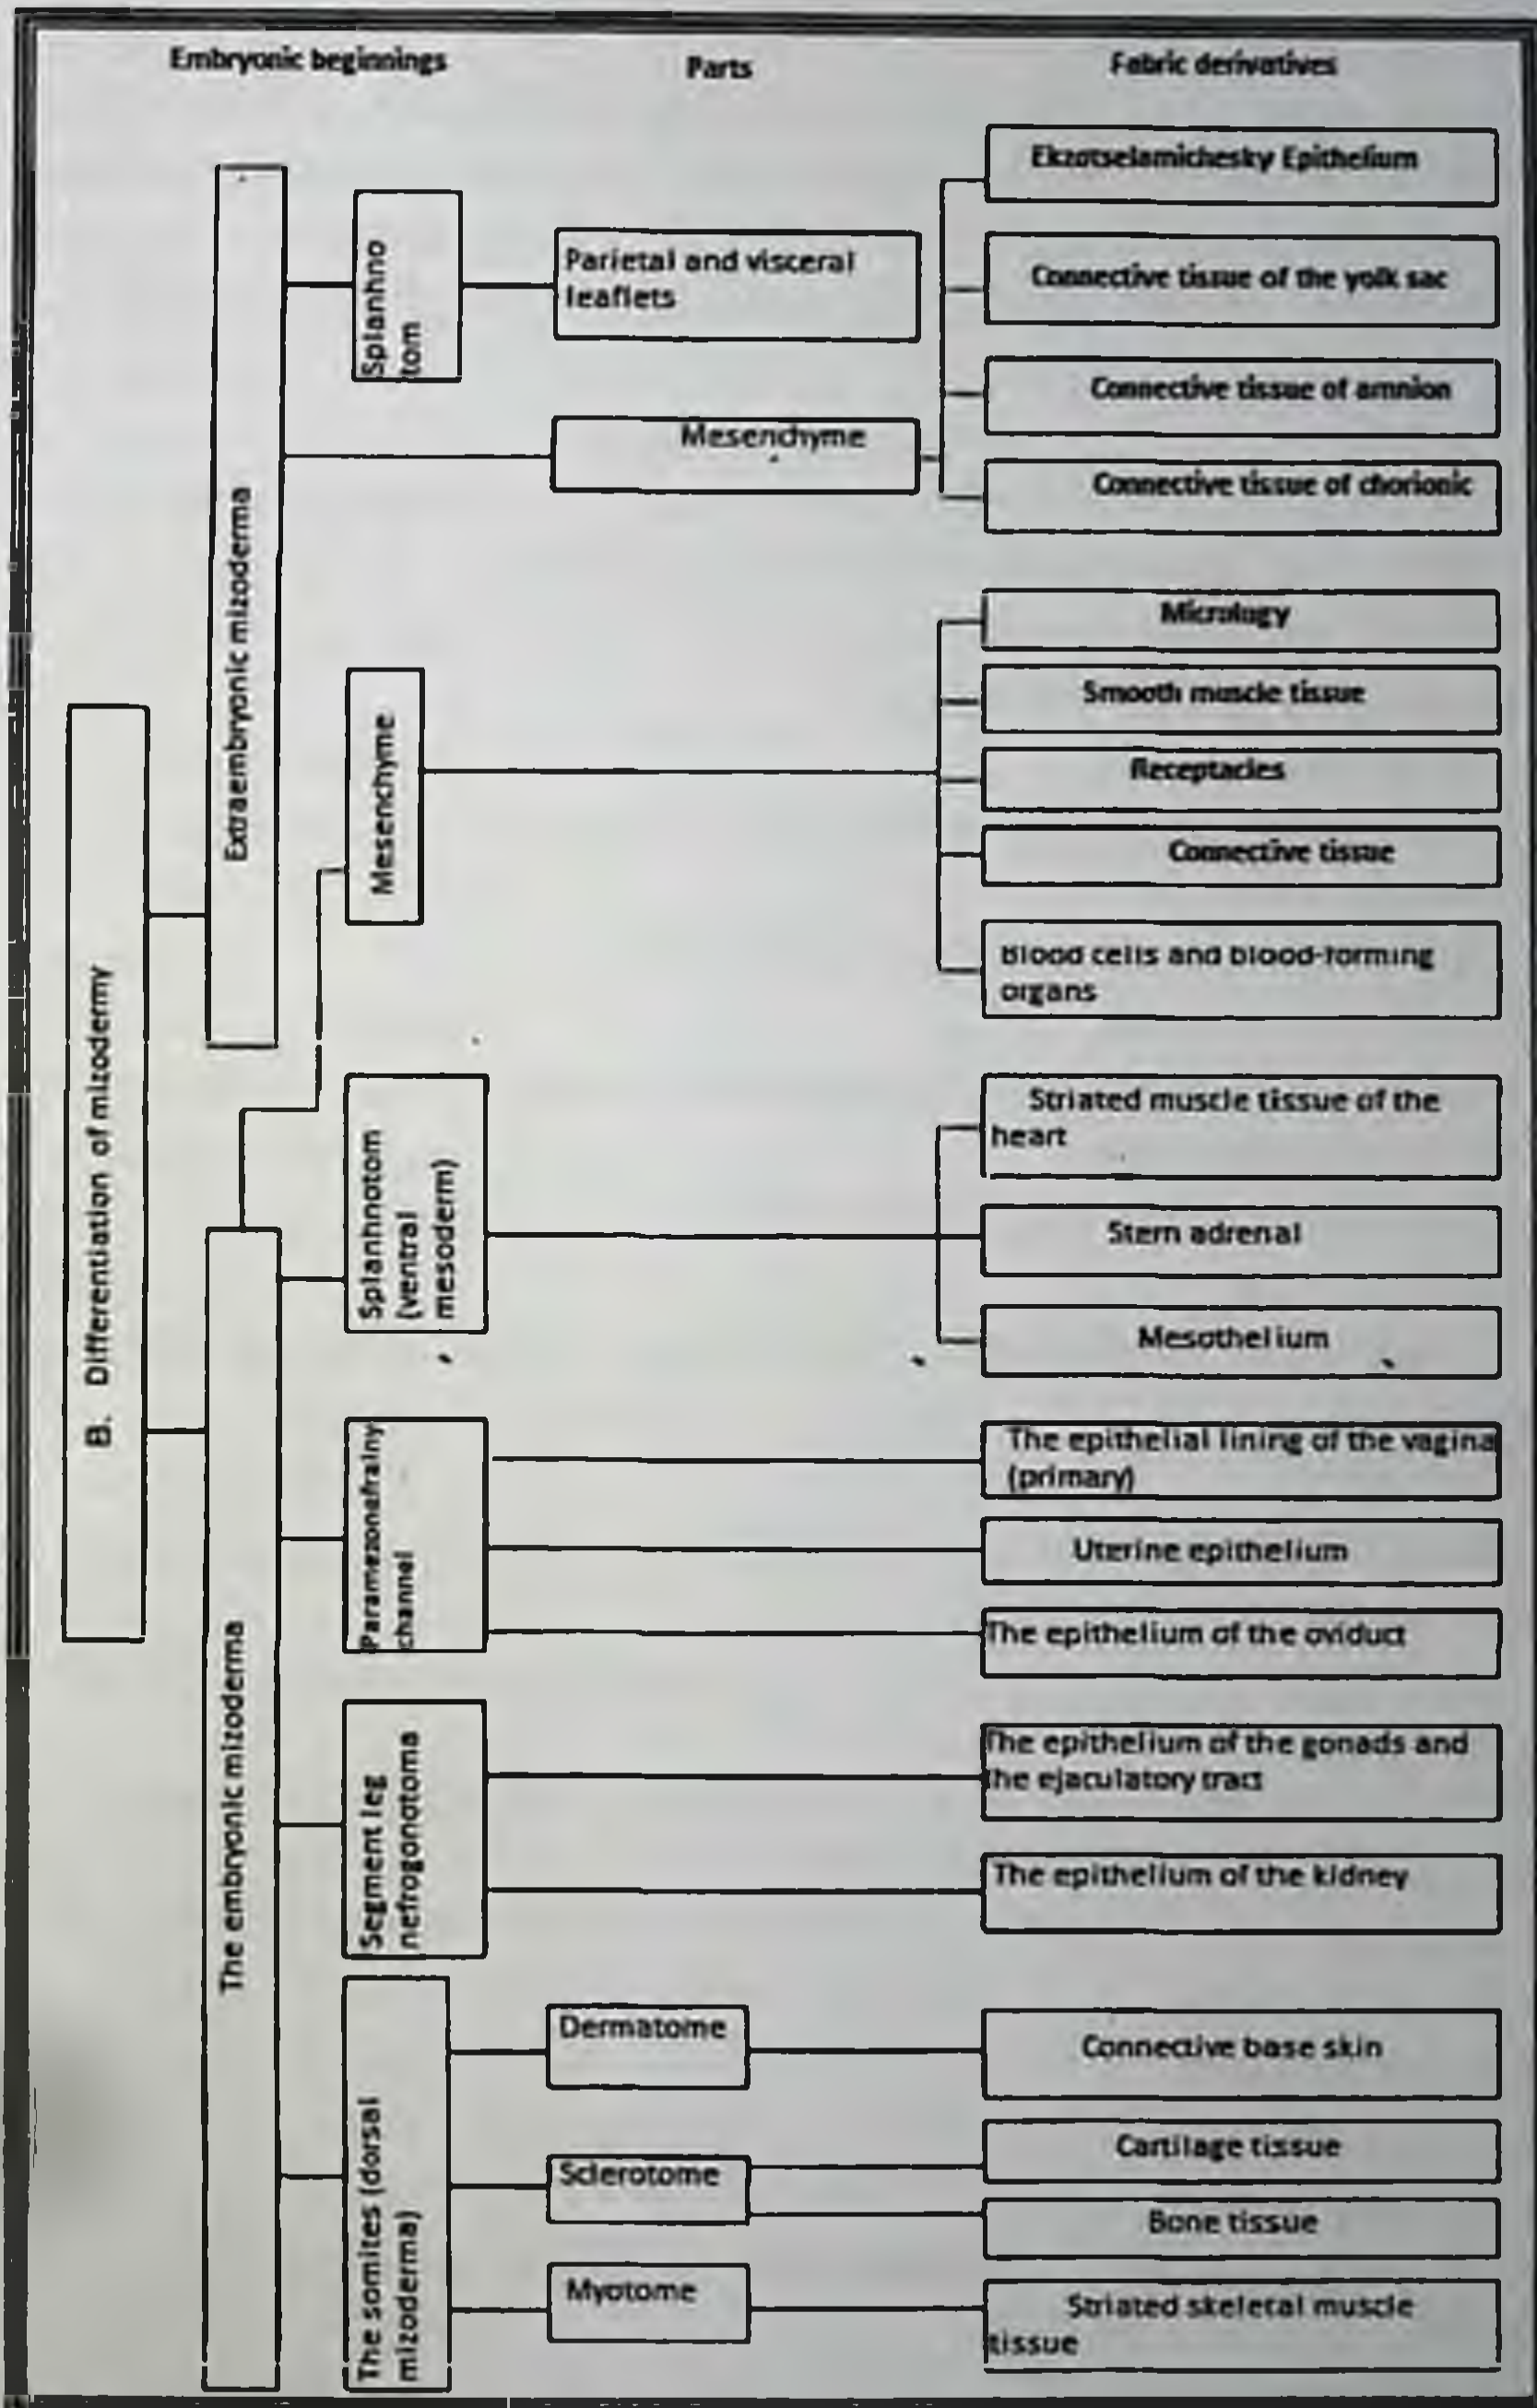 Embryonic beginnings
Parts
Fabric derivatives
B. Differentiation of mizodermy
Extraembryonic mizoderma
Splanhno
tom
Parietal and visceral
leaflets
Mesenchyme
Ekzotselamichesky Epithelium
Connective tissue of the yolk sac
Connective tissue of amnion
Connective tissue of chorionic
Mesenchyme
Micrology
Smooth muscle tissue
Receptacles
Connective tissue
Blood cells and blood-forming
organs
The embryonic mizoderma
Splanhnotom
(ventral
mesoderm)
Striated muscle tissue of the
heart
Stern adrenal
Mesothelium
Paramezonefralny
channel
The epithelial lining of the vagina
(primary)
Uterine epithelium
The epithelium of the oviduct
Segment leg
nefrogonotoma
The epithelium of the gonads and
the ejaculatory tract
The epithelium of the kidney
The somites (dorsal
mizoderma)
Dermatome
Connective base skin
Sclerotome
Cartilage tissue
Bone tissue
Myotome
Striated skeletal muscle
tissue